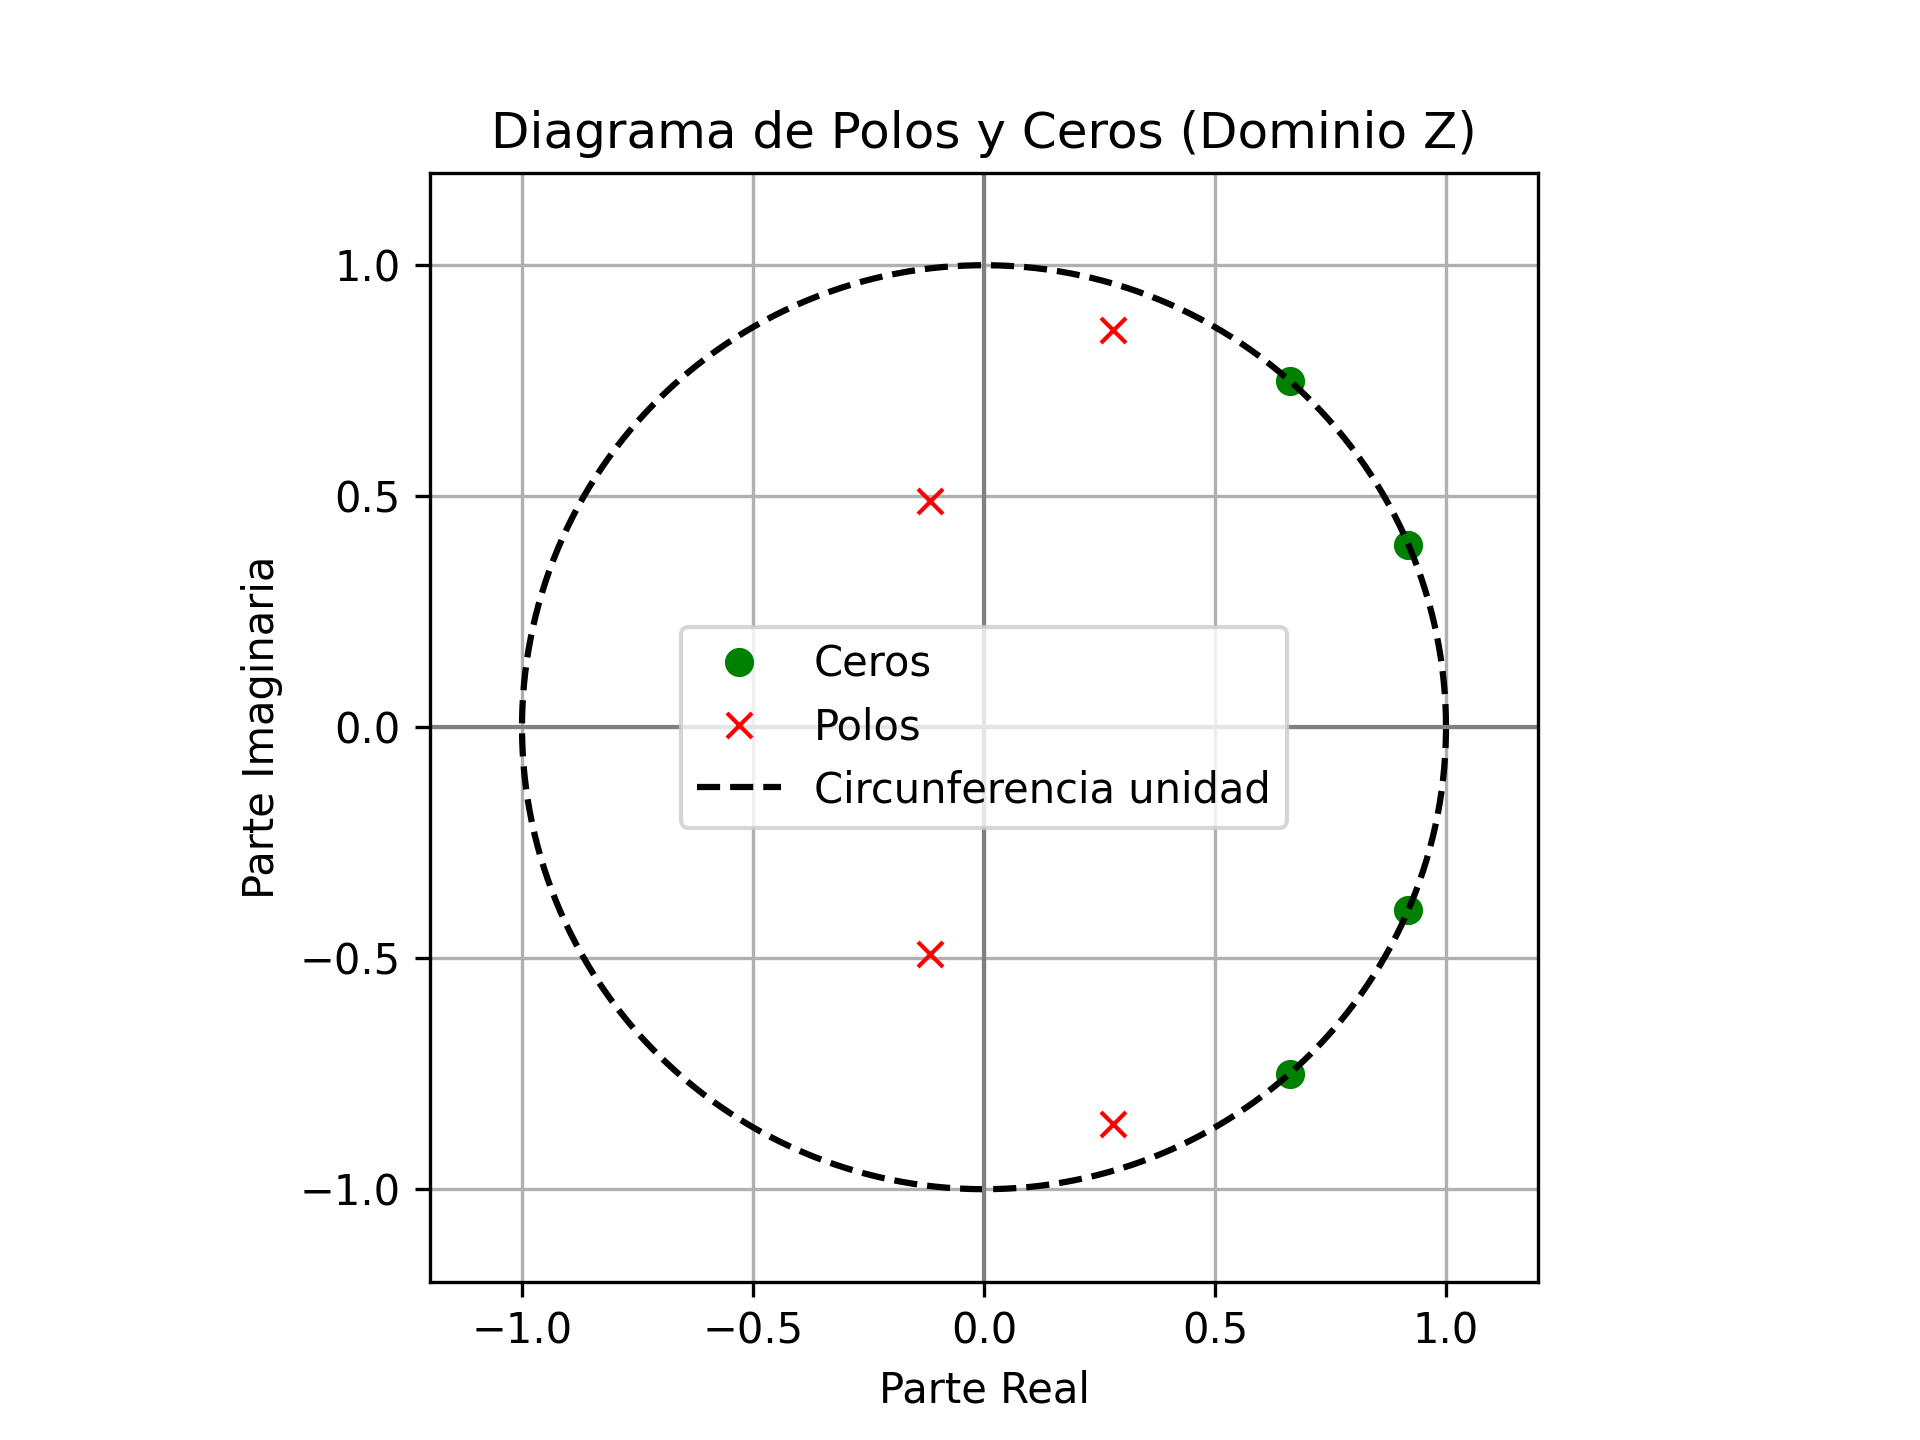 Diagrama de Polos y Ceros (Dominio Z)
1.0
0.5
0.0
−0.5
−1.0
Parte Imaginaria
Ceros
Polos
Circunferencia unidad
−1.0 −0.5 0.0 0.5 1.0
Parte Real